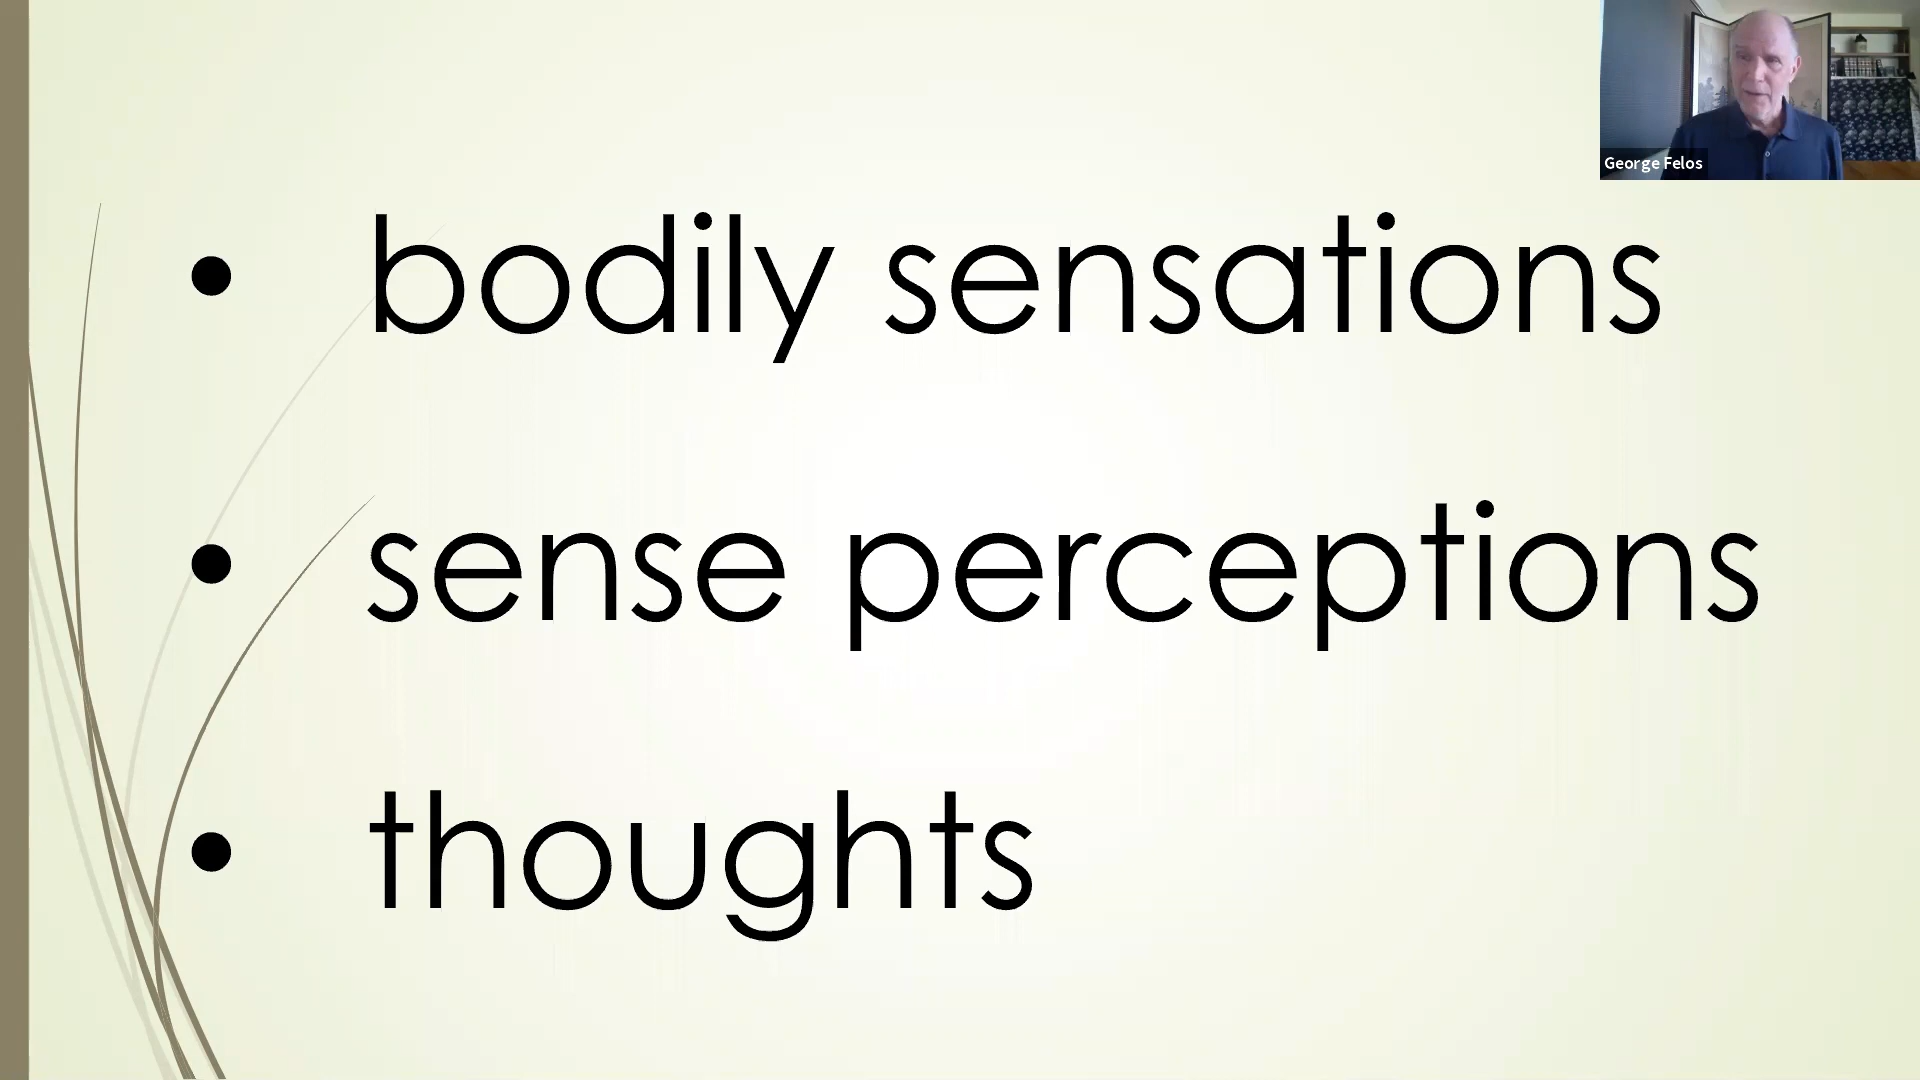 George Felos
• bodily sensations
• sense perceptions
• thoughts